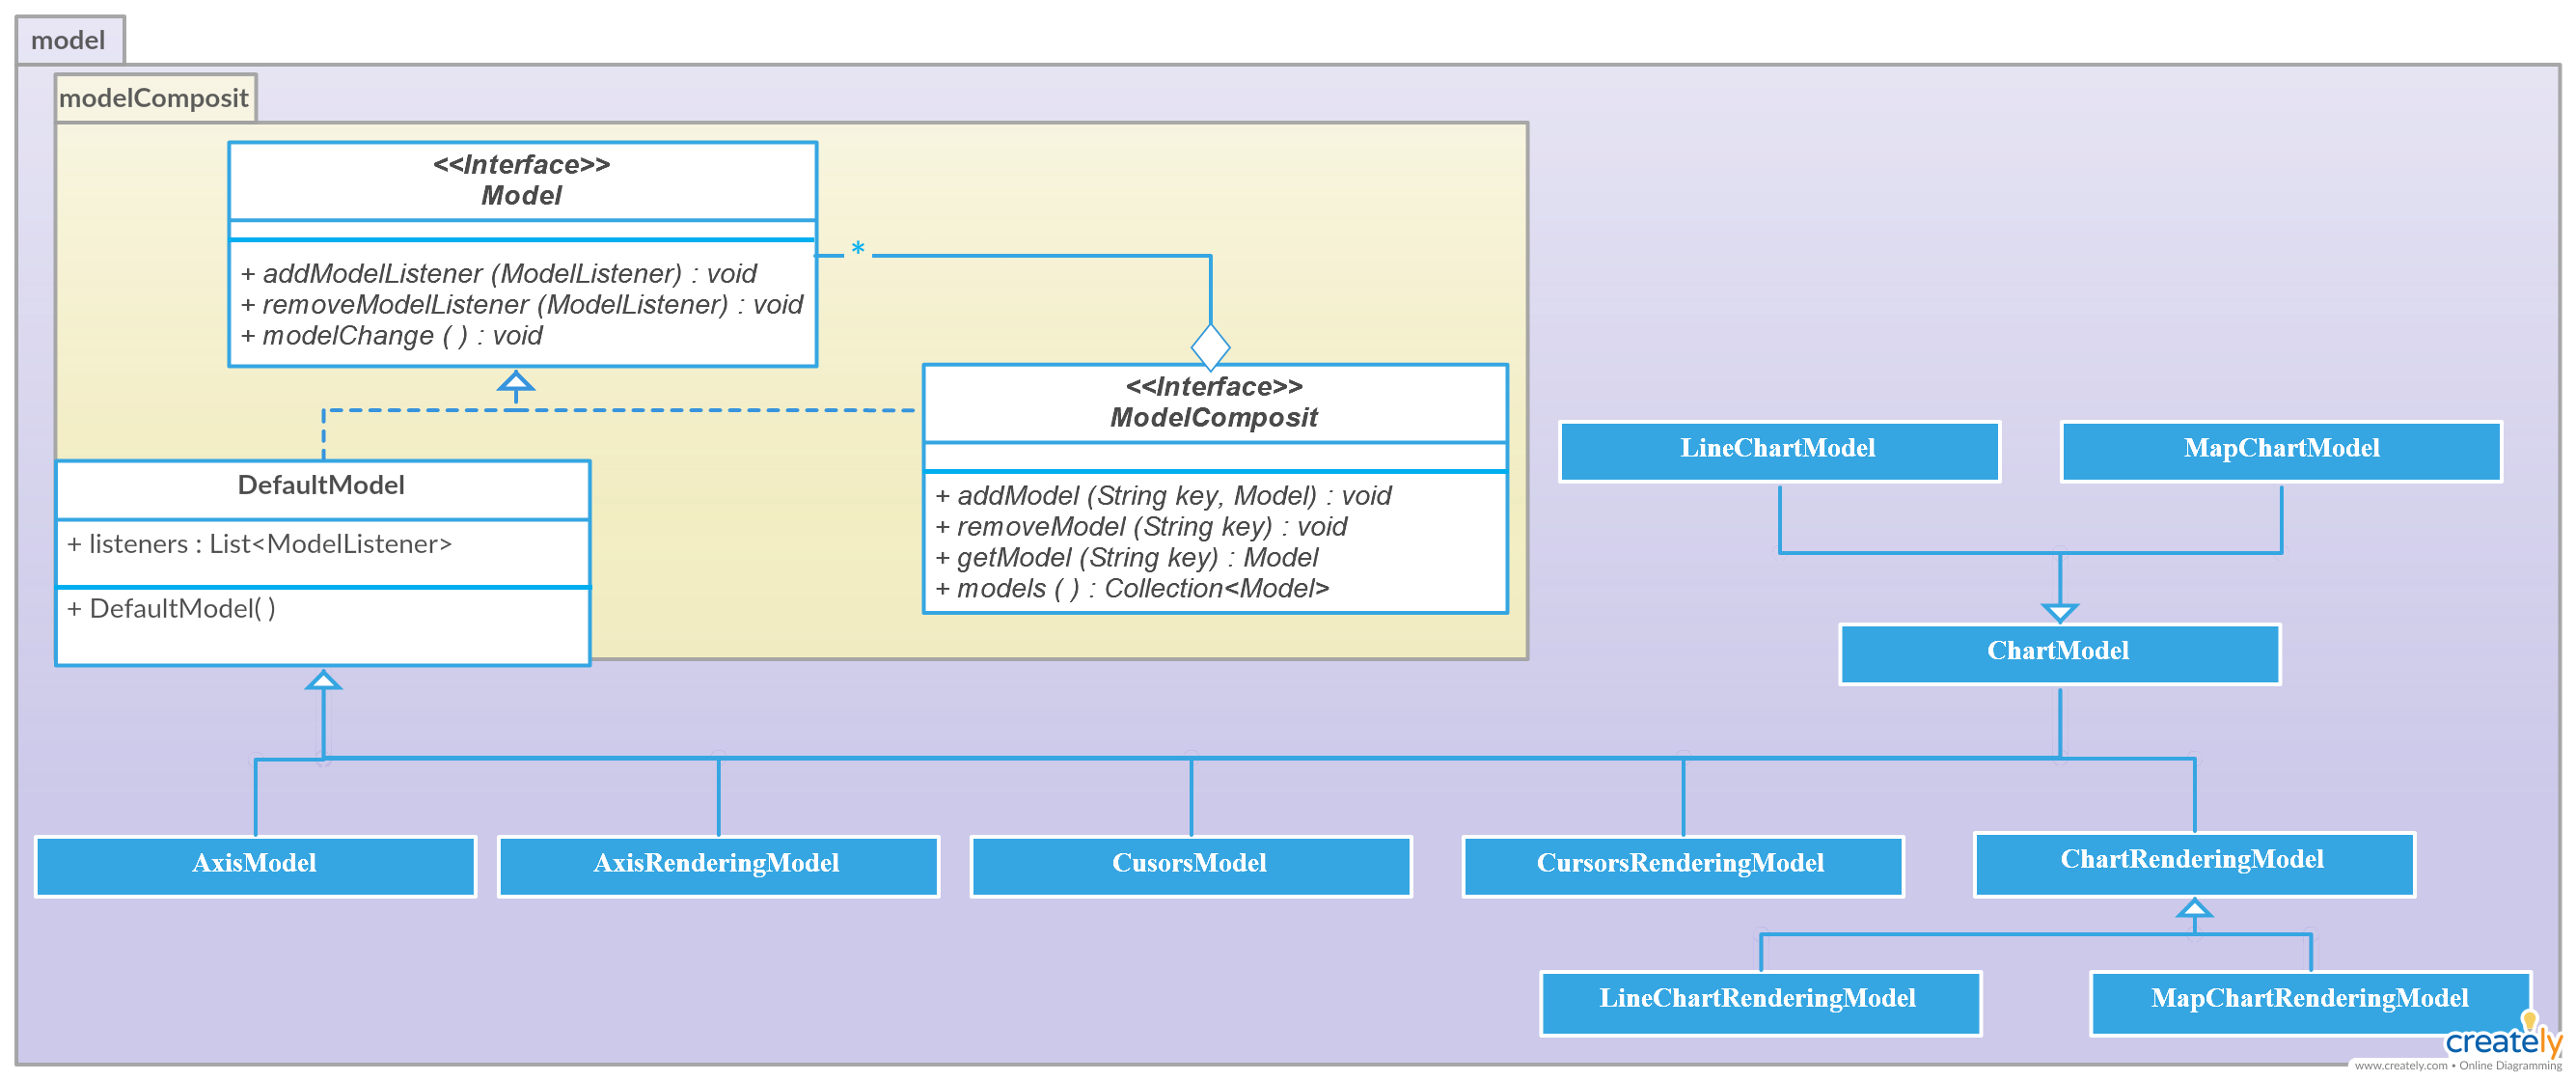 model
modelComposit
<<Interface>>
Model
+ addModelListener (ModelListener) : void
+ removeModelListener (ModelListener) : void
+ modelChange ( ) : void
*
<<Interface>>
ModelComposit
+ addModel (String key, Model) : void
+ removeModel (String key) : void
+ getModel (String key) : Model
+ models ( ) : Collection<Model>
DefaultModel
+ listeners : List<ModelListener>
+ DefaultModel( )
LineChartModel
MapChartModel
ChartModel
AxisModel
AxisRenderingModel
CusorsModel
CursorsRenderingModel
ChartRenderingModel
LineChartRenderingModel
MapChartRenderingModel
creately
www.creately.com • Online Diagramming